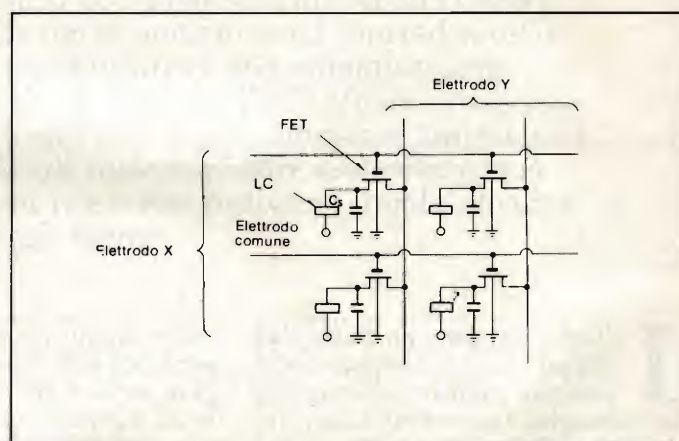 Elettrodo Y
FET
LC
Cs
Elettrodo
comune
Elettrodo X